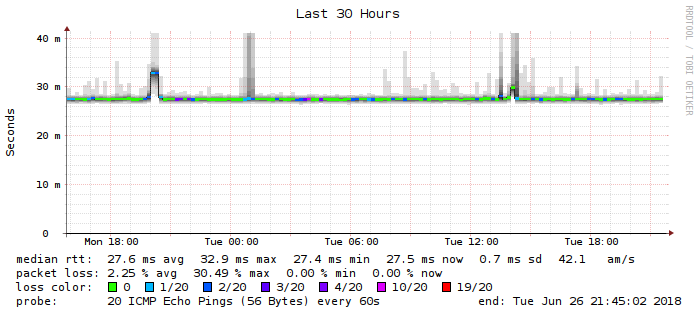 Last 30 Hours
RRDTOOL / TOBI OETIKER
Seconds
40 m
30 m
20 m
10 m
0
Mon 18:00 Tue 00:00 Tue 06:00 Tue 12:00 Tue 18:00
median rtt: 27.6 ms avg 32.9 ms max 27.4 ms min 27.5 ms now 0.7 ms sd 42.1 am/s
packet loss: 2.25 % avg 30.49 % max 0.00 % min 0.00 % now
loss color: 0 1/20 2/20 3/20 4/20 10/20 19/20
probe: 20 ICMP Echo Pings (56 Bytes) every 60s end: Tue Jun 26 21:45:02 2018